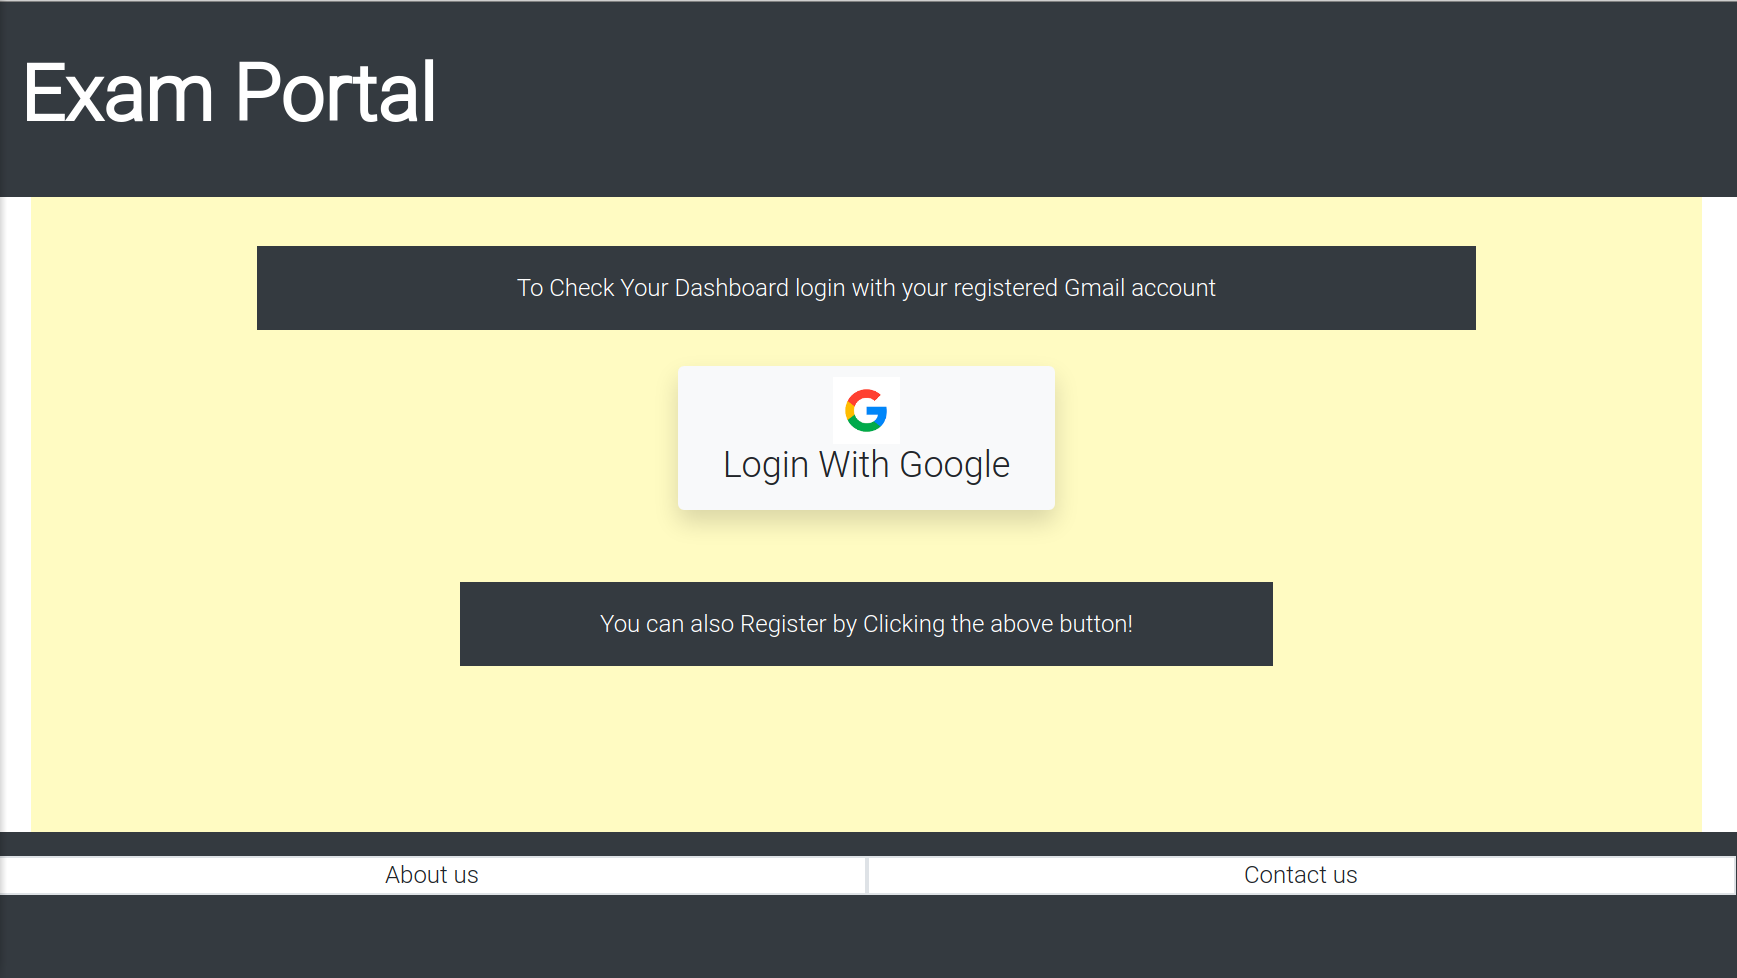 Exam Portal
To Check Your Dashboard login with your registered Gmail account
Login With Google
You can also Register by Clicking the above button!
About us
Contact us